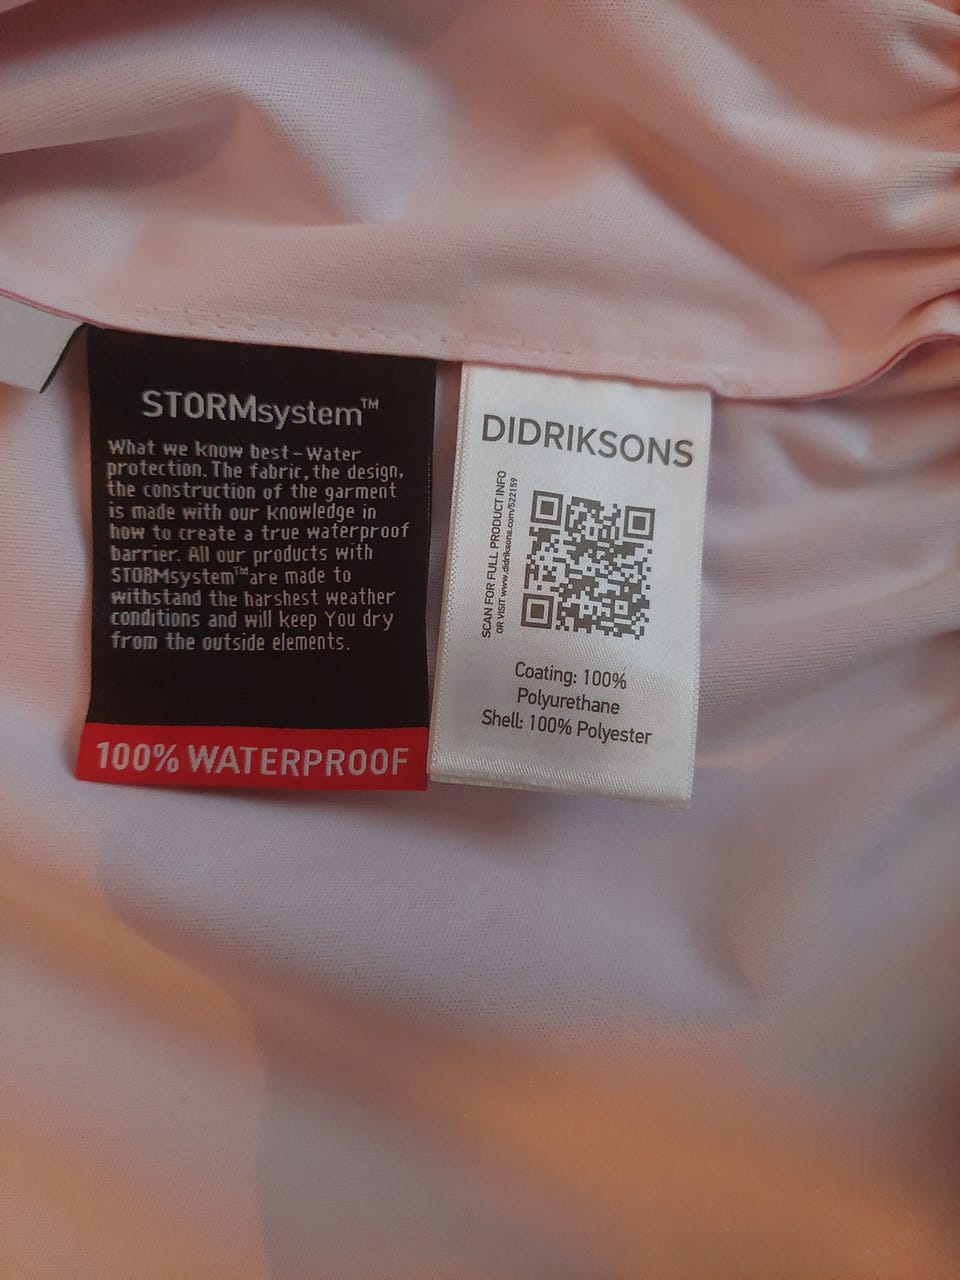 STORMsystem™
What we know best – Water
protection. The fabric, the design,
the construction of the garment
is made with our knowledge in
how to create a true waterproof
barrier. All our products with
STORMsystem™ are made to
withstand the harshest weather
conditions and will keep You dry
from the outside elements.
100% WATERPROOF
DIDRIKSONS
SCAN FOR FULL PRODUCT INFO
OR VISIT www.didriksons.com/522159
Coating: 100%
Polyurethane
Shell: 100% Polyester